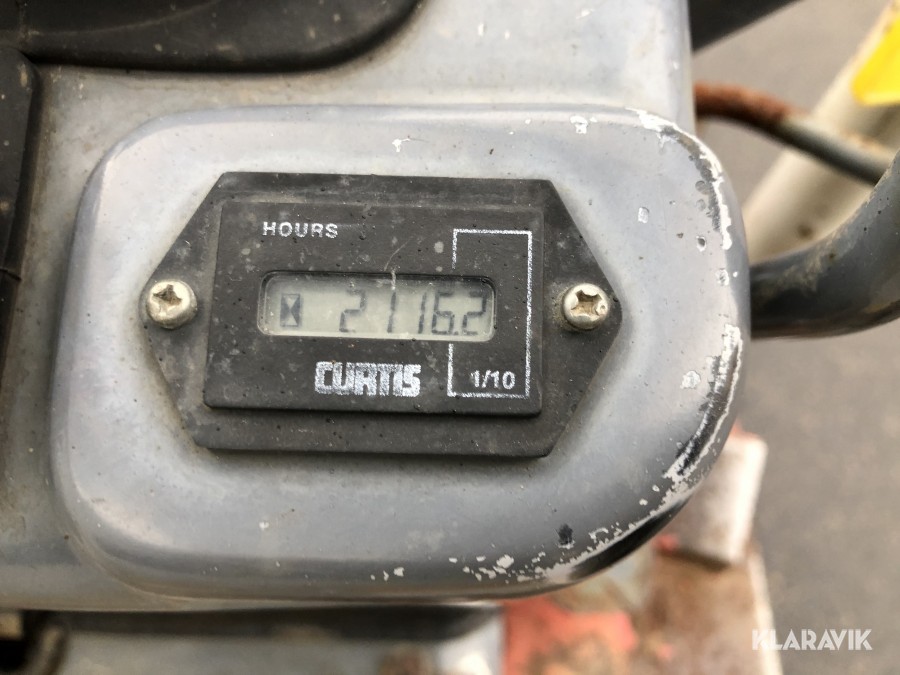 HOURS
2116.2
CURTIS
1/10
KLARAVIK